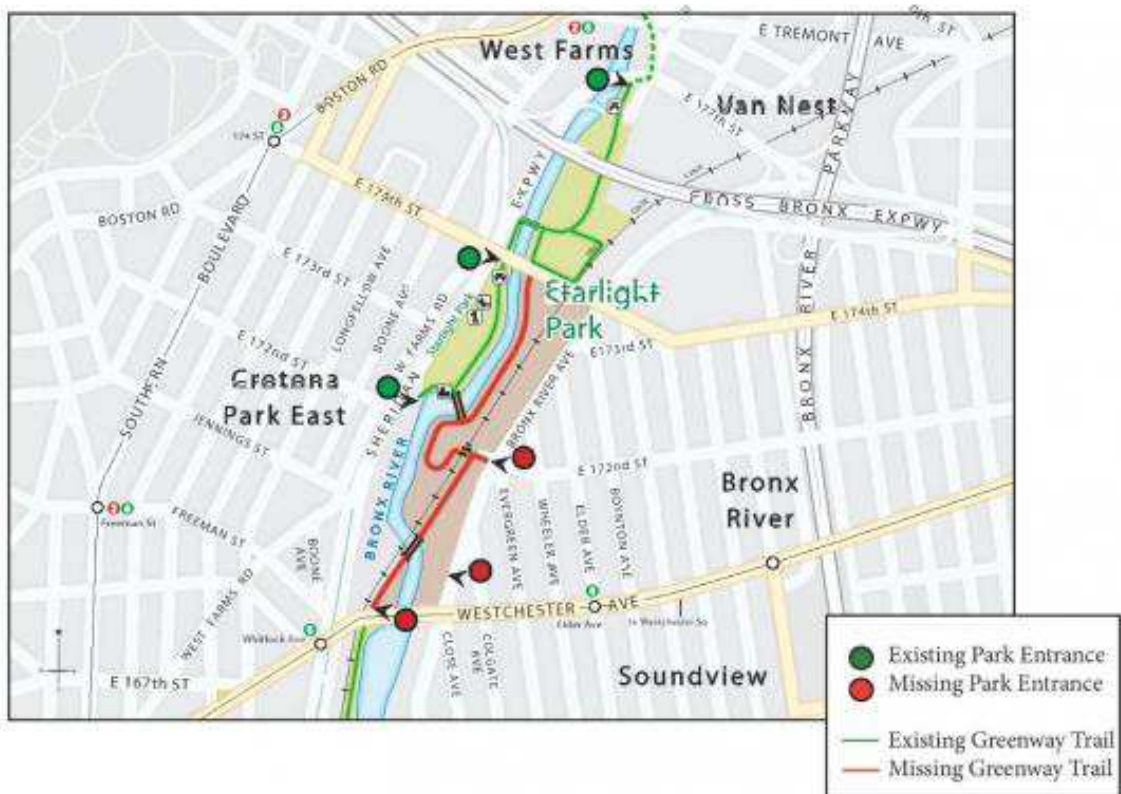 West Farms
E TREMONT AVE
Van Nest
BOSTON RD
E 177th ST
PARKWAY
174 ST
EXPWY
CROSS BRONX EXPWY
E 174th ST
BOSTON RD
BOULEVARD
E 173rd ST
LONGFELLOW AVE
BOONE AVE
W FARMS RD
Starlight Park
Starlight
Park
E 174th ST
E 173rd ST
BRONX RIVER
E 172nd ST
Crotona
Park East
SHERIDAN
BRONX RIVER AVE
SOUTHERN
JENNINGS ST
BRONX RIVER
E 172nd ST
Bronx
River
EVERGREEN AVE
WHEELER AVE
ELDER AVE
BOYNTON AVE
Freeman St
FREEMAN ST
BOONE
AVE
WEST FARMS RD
WESTCHESTER AVE
Elder Ave
Whitlock Ave
CLOSE AVE
COLGATE
AVE
E 167th ST
Soundview
Existing Park Entrance
Missing Park Entrance
Existing Greenway Trail
Missing Greenway Trail